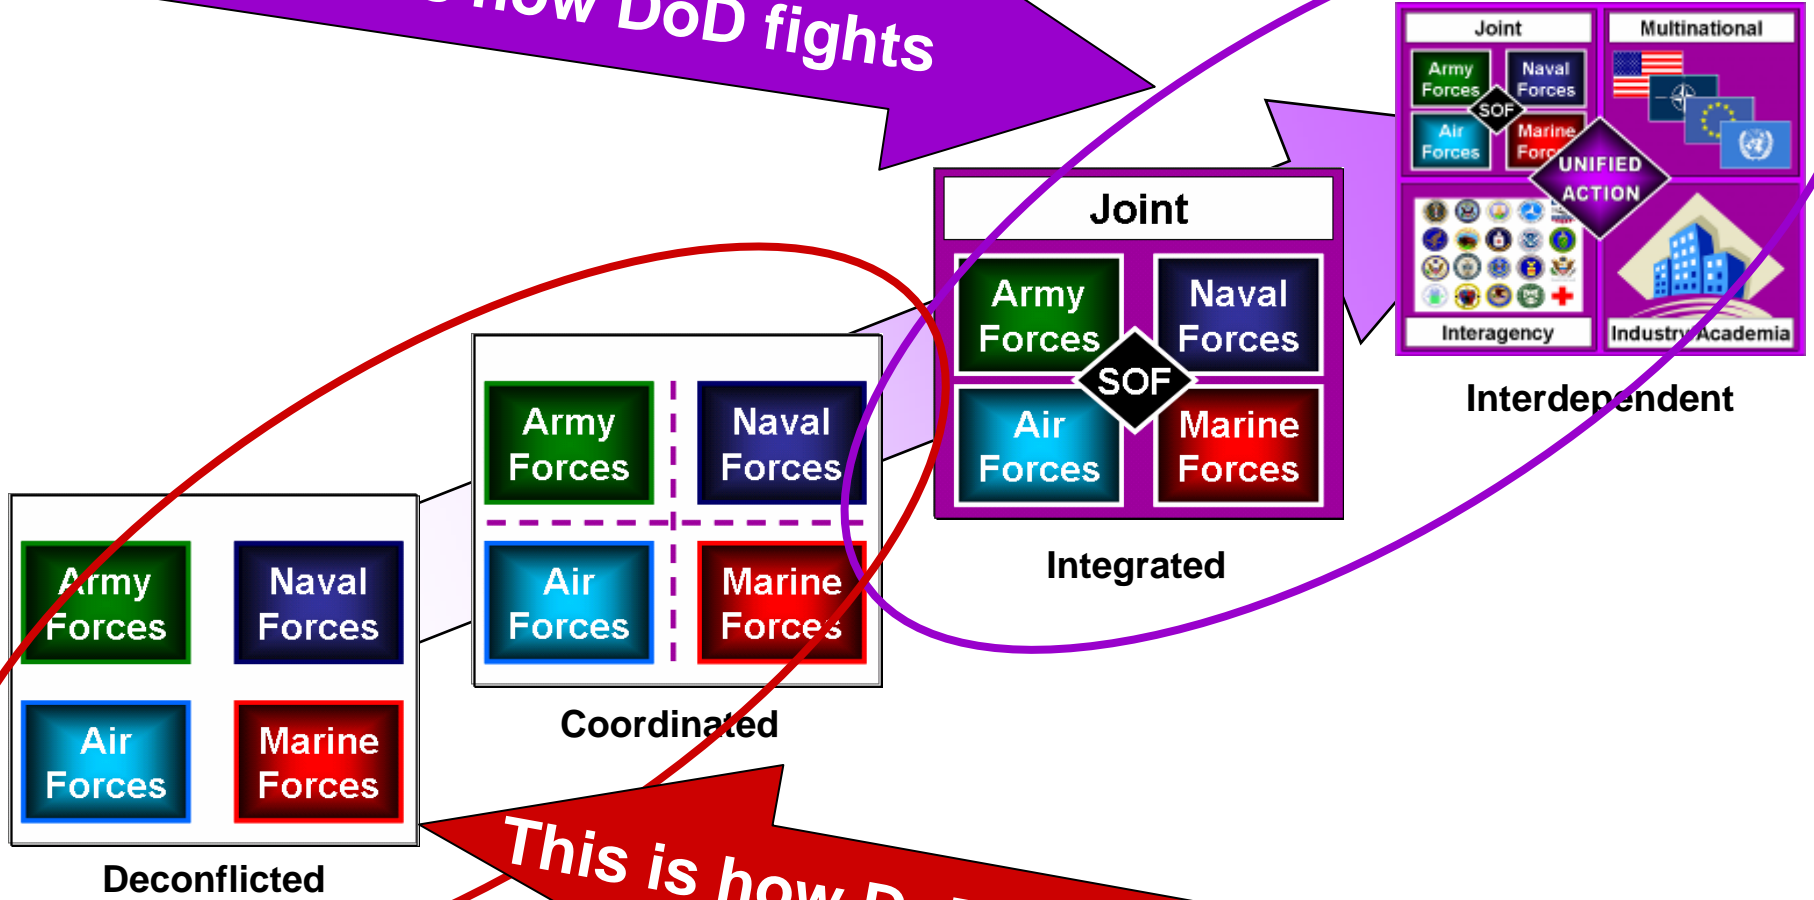 how DoD fights
Joint
Army
Forces
Naval
Forces
SOF
Air
Forces
Marine
Multinational
UNIFIED
ACTION
Interagency
Industry Academia
Interdependent
Joint
Army
Forces
Naval
Forces
SOF
Air
Forces
Marine
Forces
Integrated
Army
Forces
Naval
Forces
Air
Forces
Marine
Forces
Coordinated
Army
Forces
Naval
Forces
Air
Forces
Marine
Forces
Deconflicted
This is how